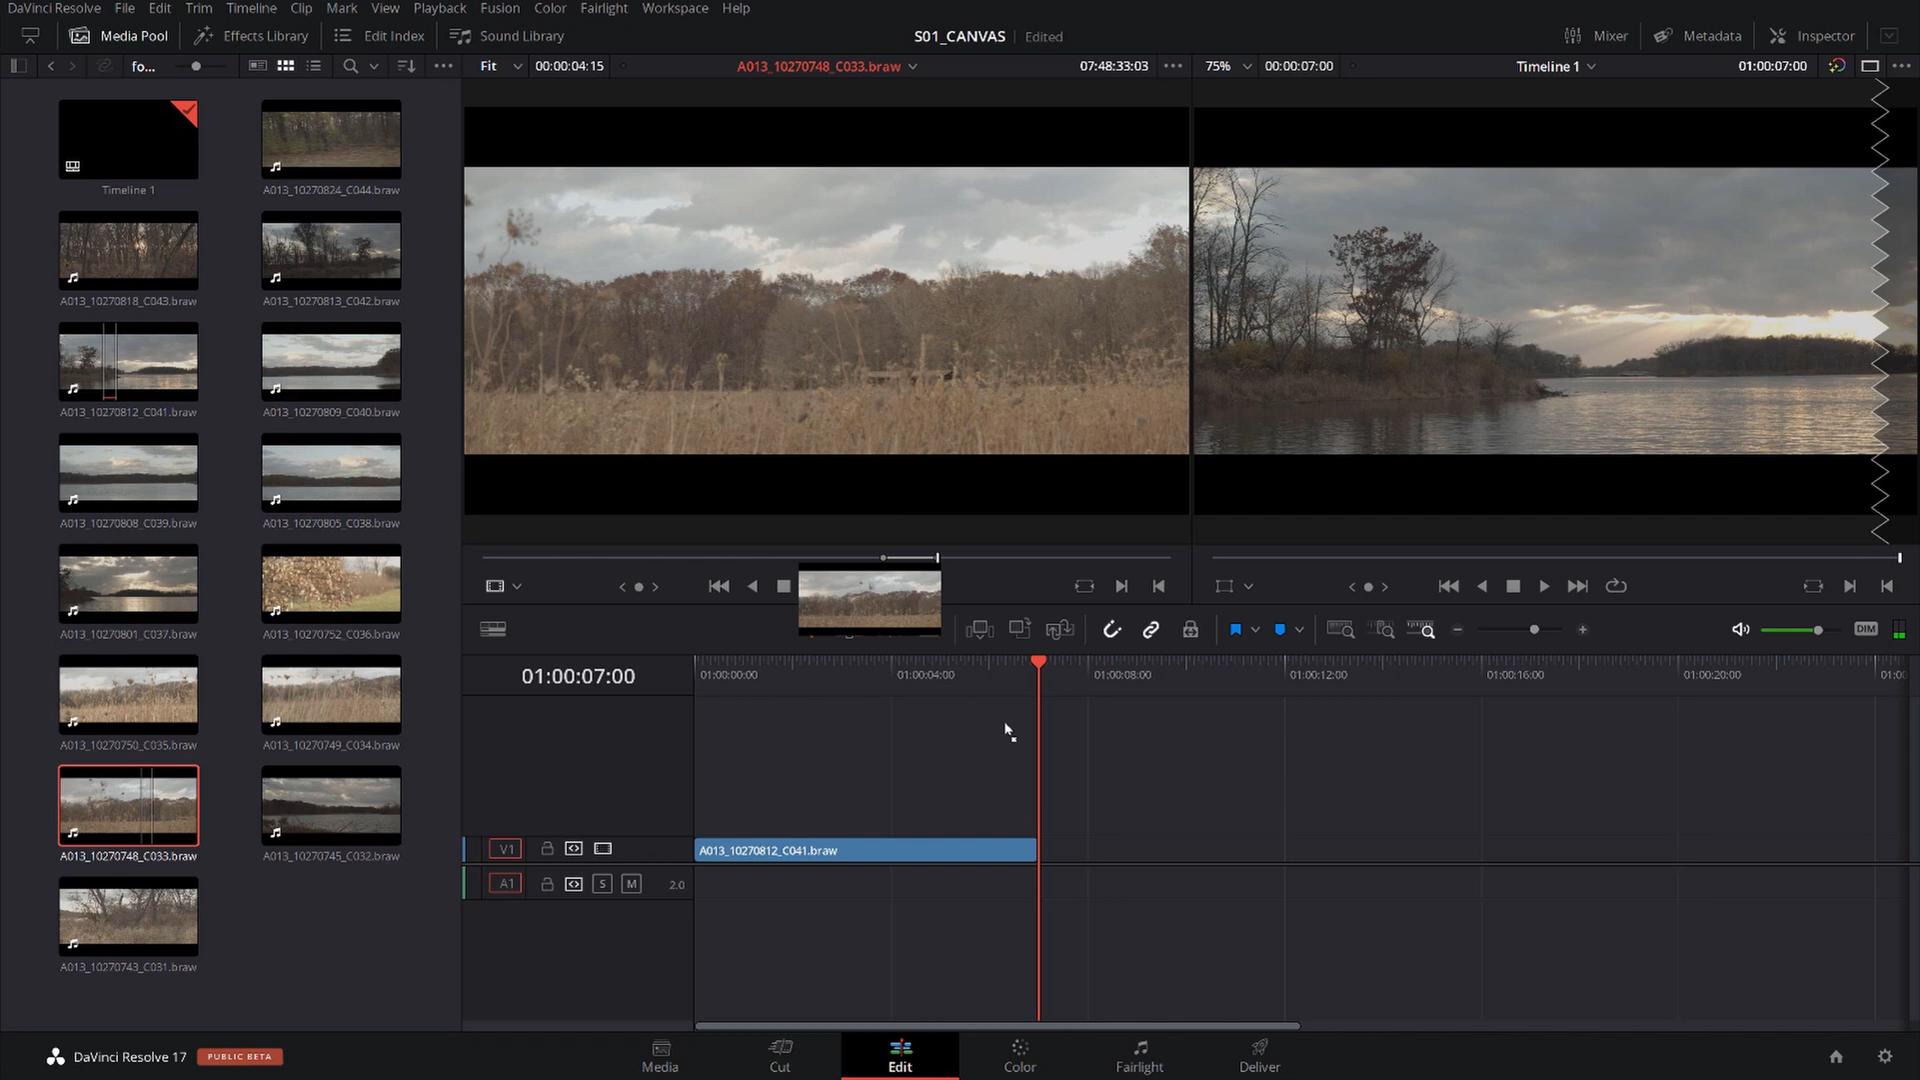 DaVinci Resolve File Edit Trim Timeline Clip Mark View Playback Fusion Color Fairlight Workspace Help
Media Pool Effects Library Edit Index Sound Library S01_CANVAS Edited Mixer Metadata Inspector
fo... Fit 00:00:04:15 A013_10270748_C033.braw 07:48:33:03 75% 00:00:07:00 Timeline 1 01:00:07:00
Timeline 1 A013_10270824_C044.braw
A013_10270818_C043.braw A013_10270813_C042.braw
A013_10270812_C041.braw A013_10270809_C040.braw
A013_10270808_C039.braw A013_10270805_C038.braw
A013_10270801_C037.braw A013_10270752_C036.braw
A013_10270750_C035.braw A013_10270749_C034.braw
A013_10270748_C033.braw A013_10270745_C032.braw
A013_10270743_C031.braw
DIM
01:00:07:00 01:00:00:00 01:00:04:00 01:00:08:00 01:00:12:00 01:00:16:00 01:00:20:00 01:00
V1 A013_10270812_C041.braw
A1 S M 2.0
DaVinci Resolve 17 PUBLIC BETA Media Cut Edit Color Fairlight Deliver